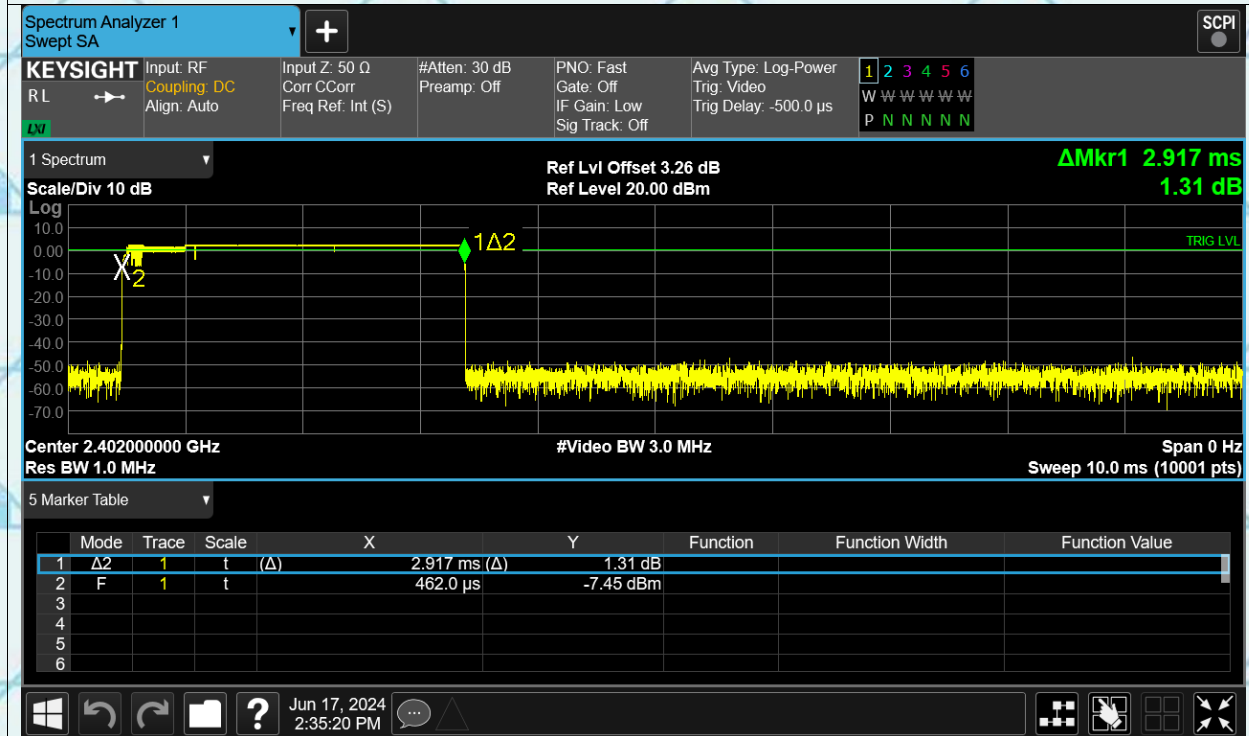 Spectrum Analyzer 1
Swept SA
+
SCPI
KEYSIGHT Input: RF Input Z: 50 Ω #Atten: 30 dB PNO: Fast Avg Type: Log-Power 1 2 3 4 5 6
RL Coupling: DC Corr CCorr Preamp: Off Gate: Off Trig: Video W W W W W W
Align: Auto Freq Ref: Int (S) IF Gain: Low Trig Delay: -500.0 µs P N N N N N
LXI Sig Track: Off
1 Spectrum
Ref Lvl Offset 3.26 dB ΔMkr1 2.917 ms
Scale/Div 10 dB Ref Level 20.00 dBm 1.31 dB
Log
10.0
0.00 1Δ2 TRIG LVL
-10.0 X2
-20.0
-30.0
-40.0
-50.0
-60.0
-70.0
Center 2.402000000 GHz #Video BW 3.0 MHz Span 0 Hz
Res BW 1.0 MHz Sweep 10.0 ms (10001 pts)
5 Marker Table
Mode Trace Scale X Y Function Function Width Function Value
1 Δ2 1 t (Δ) 2.917 ms (Δ) 1.31 dB
2 F 1 t 462.0 µs -7.45 dBm
3
4
5
6
? Jun 17, 2024
2:35:20 PM